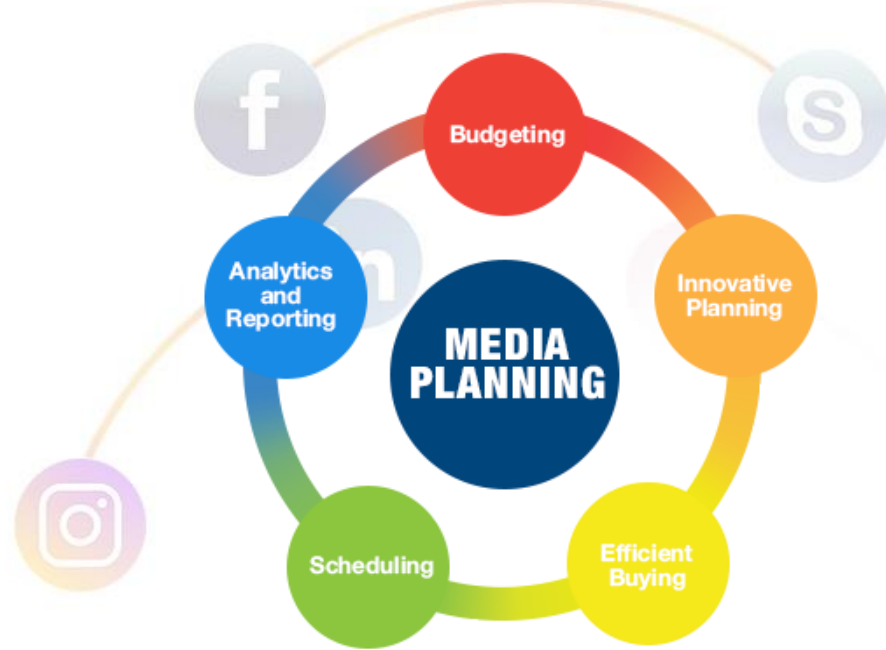 Budgeting
Innovative
Planning
Efficient
Buying
Scheduling
Analytics
and
Reporting
MEDIA
PLANNING
f
S
n